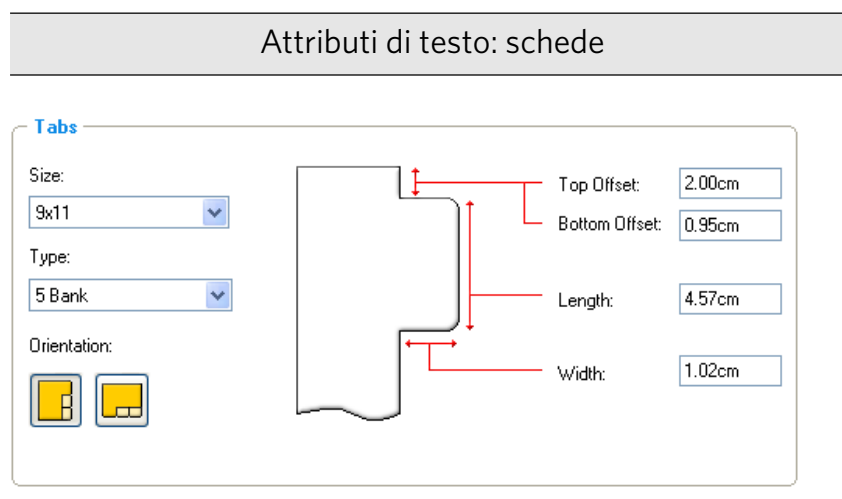 Attributi di testo: schede
Tabs
Size:
9x11
Type:
5 Bank
Orientation:
Top Offset: 2.00cm
Bottom Offset: 0.95cm
Length: 4.57cm
Width: 1.02cm